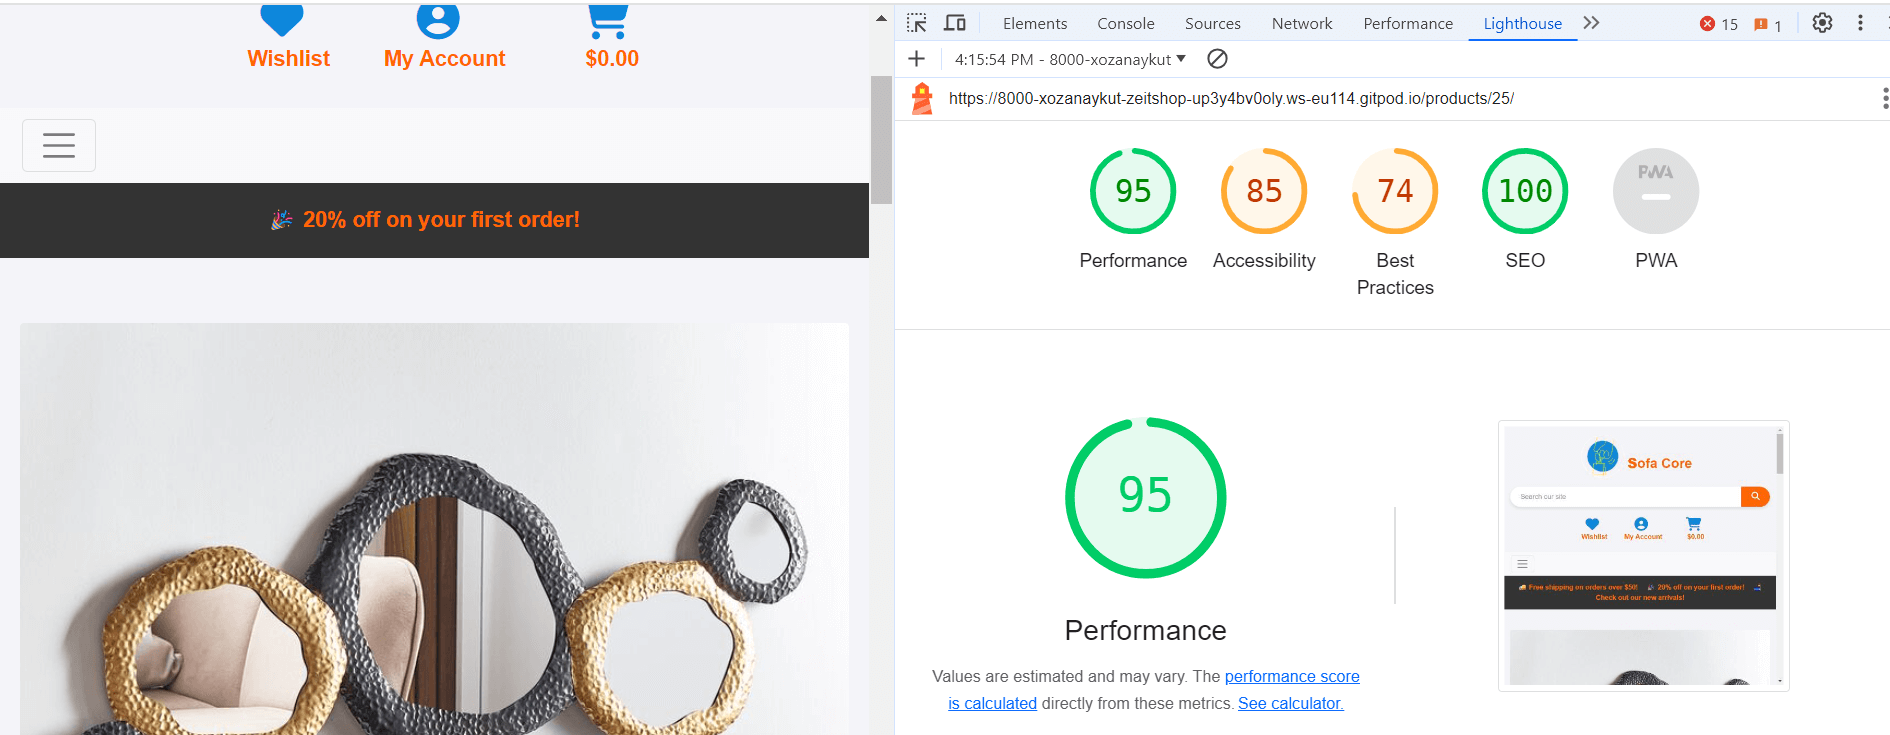 Wishlist
My Account
$0.00
🎉 20% off on your first order!
Elements
Console
Sources
Network
Performance
Lighthouse
15
1
4:15:54 PM - 8000-xozanaykut
https://8000-xozanaykut-zeitshop-up3y4bv0oly.ws-eu114.gitpod.io/products/25/
95
85
74
100
PWA
Performance
Accessibility
Best
Practices
SEO
PWA
95
Performance
Values are estimated and may vary. The performance score
is calculated directly from these metrics. See calculator.
Sofa Core
Search our site
Wishlist
My Account
$0.00
🚚 Free shipping on orders over $50! 🎉 20% off on your first order!
Check out our new arrivals!